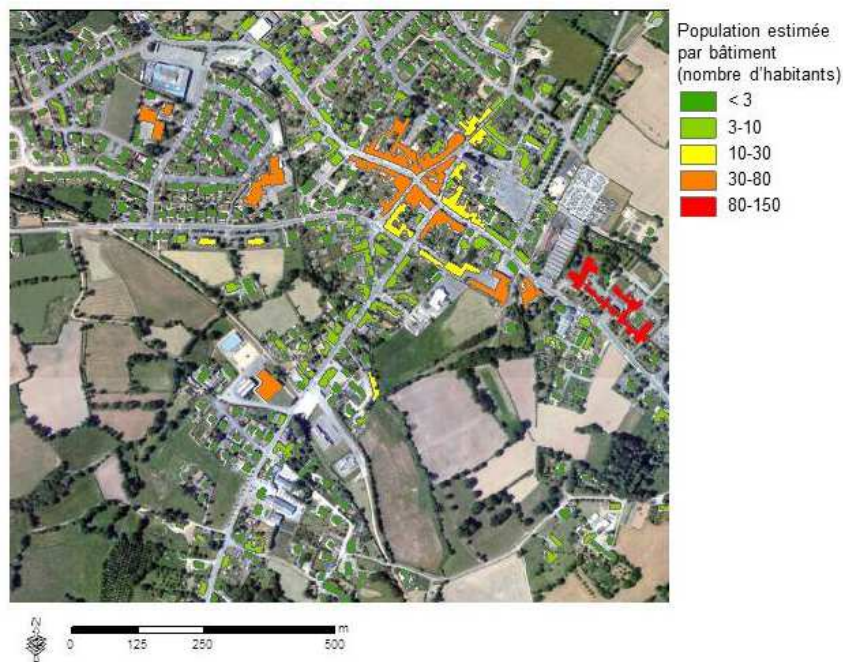 Population estimée
par bâtiment
(nombre d'habitants)
< 3
3-10
10-30
30-80
80-150
N
m
0 125 250 500